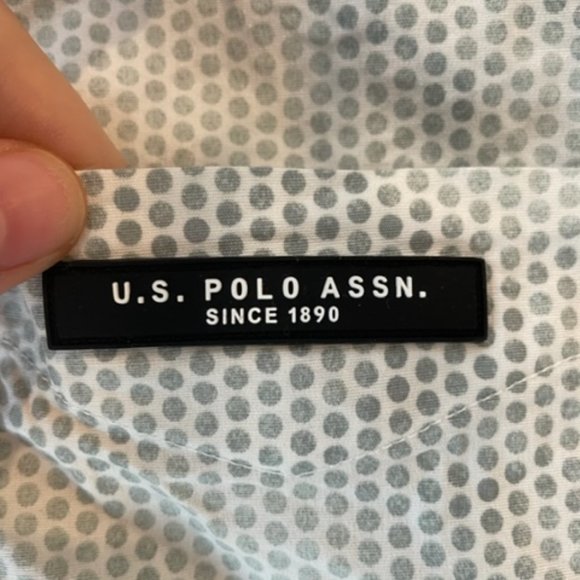 U.S. POLO ASSN.
SINCE 1890